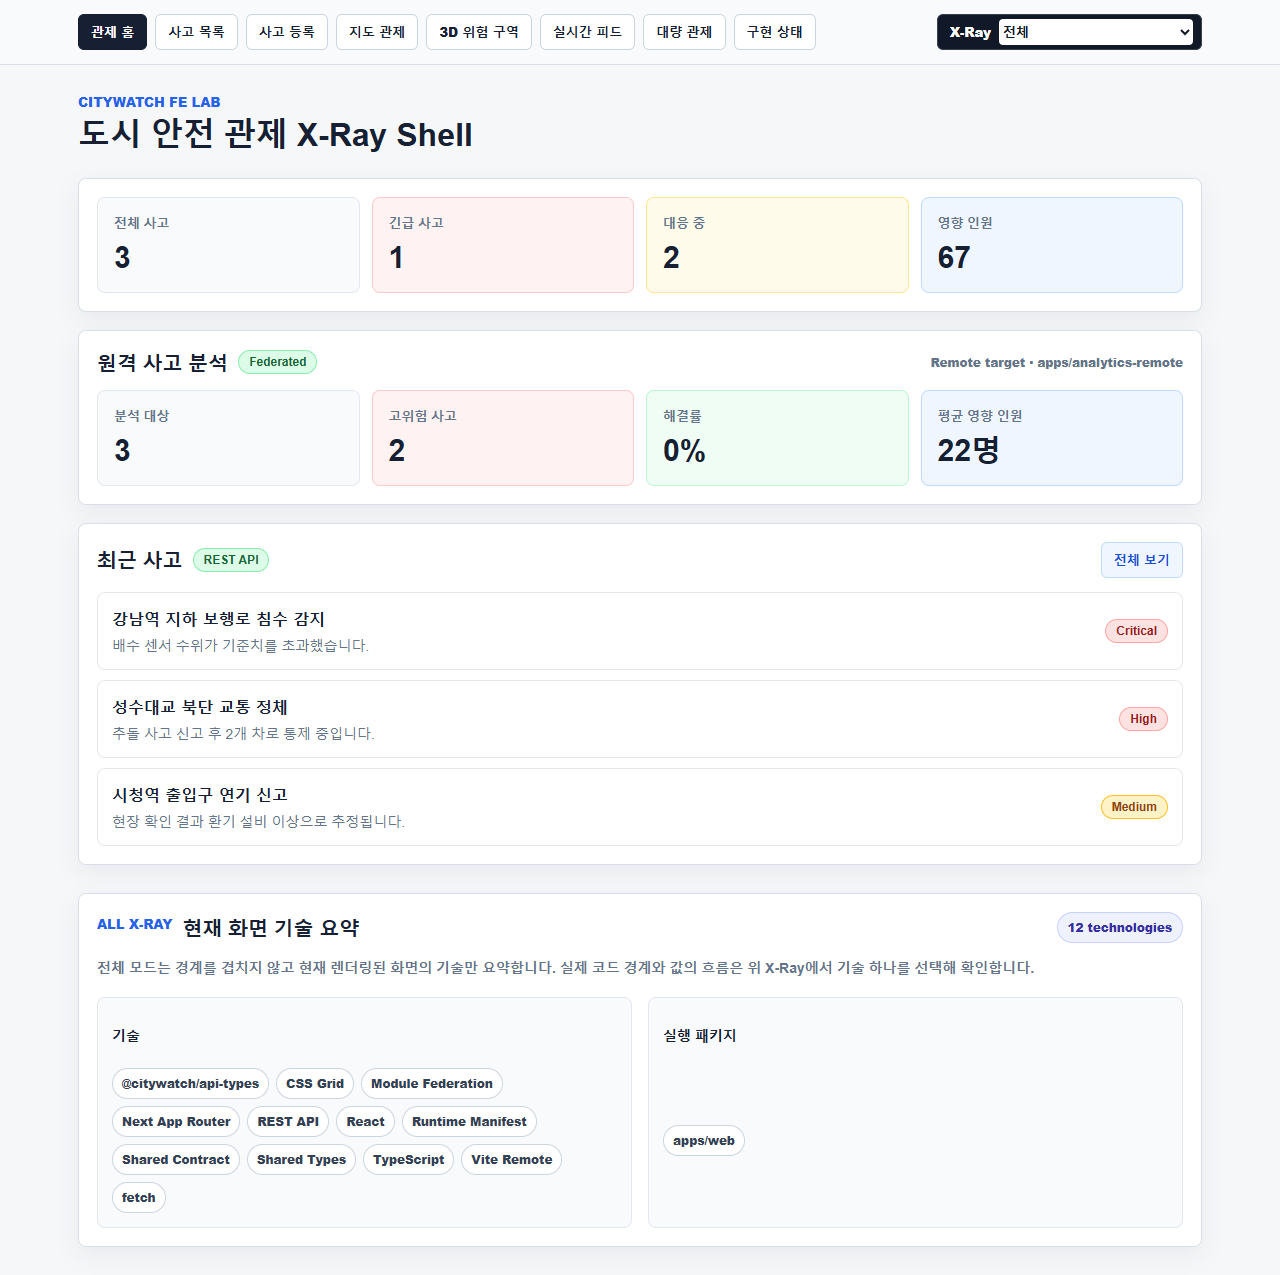 관제 홈
사고 목록
사고 등록
지도 관제
3D 위험 구역
실시간 피드
대량 관제
구현 상태
X-Ray 전체
CITYWATCH FE LAB
도시 안전 관제 X-Ray Shell
전체 사고
3
긴급 사고
1
대응 중
2
영향 인원
67
원격 사고 분석 Federated
Remote target · apps/analytics-remote
분석 대상
3
고위험 사고
2
해결률
0%
평균 영향 인원
22명
최근 사고 REST API
전체 보기
강남역 지하 보행로 침수 감지
배수 센서 수위가 기준치를 초과했습니다.
Critical
성수대교 북단 교통 정체
추돌 사고 신고 후 2개 차로 통제 중입니다.
High
시청역 출입구 연기 신고
현장 확인 결과 환기 설비 이상으로 추정됩니다.
Medium
ALL X-RAY 현재 화면 기술 요약
12 technologies
전체 모드는 경계를 겹치지 않고 현재 렌더링된 화면의 기술만 요약합니다. 실제 코드 경계와 값의 흐름은 위 X-Ray에서 기술 하나를 선택해 확인합니다.
기술
@citywatch/api-types CSS Grid Module Federation
Next App Router REST API React Runtime Manifest
Shared Contract Shared Types TypeScript Vite Remote
fetch
실행 패키지
apps/web